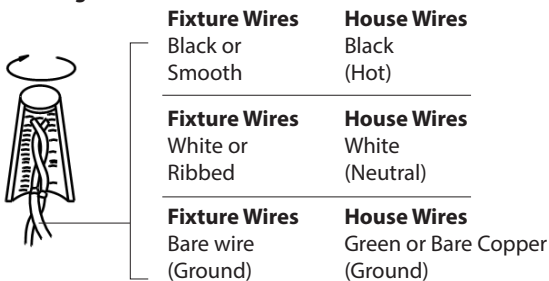 Fixture Wires House Wires
Black or Black
Smooth (Hot)
Fixture Wires House Wires
White or White
Ribbed (Neutral)
Fixture Wires House Wires
Bare wire Green or Bare Copper
(Ground) (Ground)